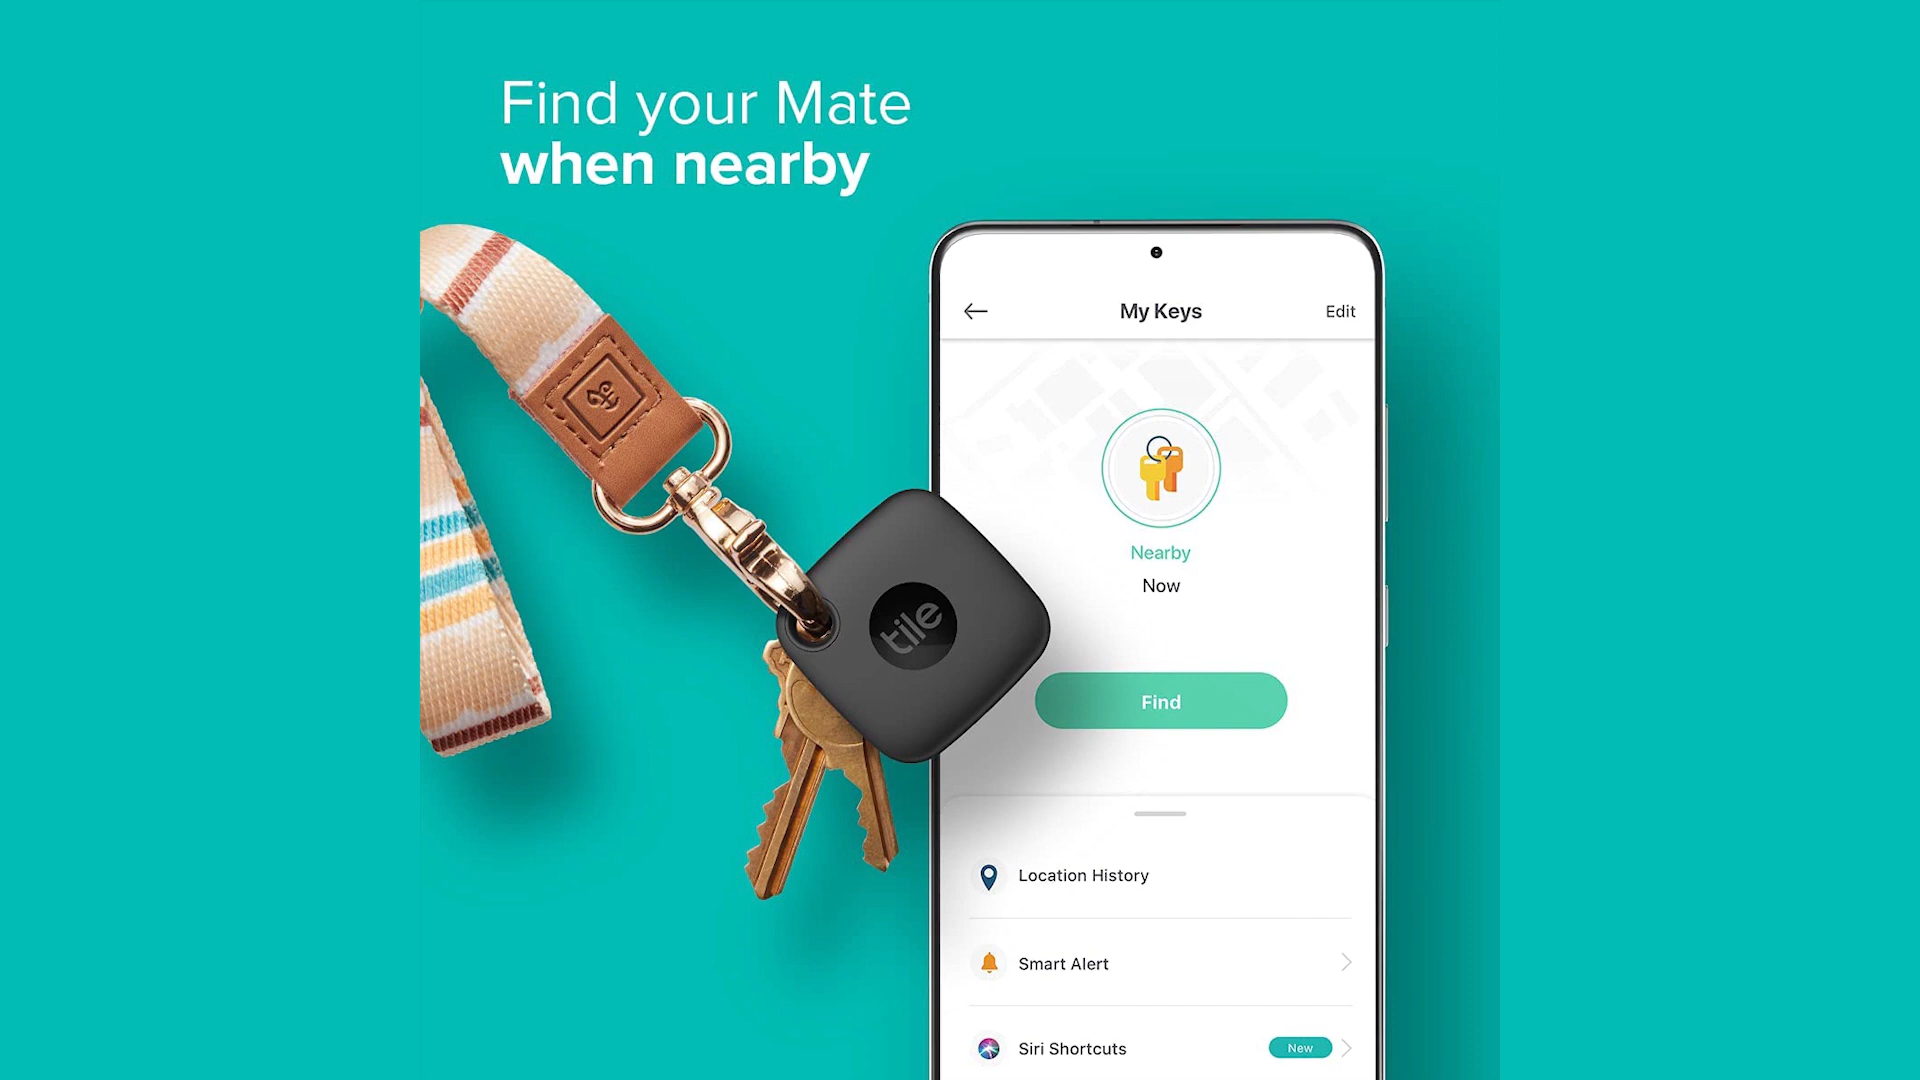 Find your Mate
when nearby
My Keys
Edit
Nearby
Now
tile
Find
Location History
Smart Alert
Siri Shortcuts
New